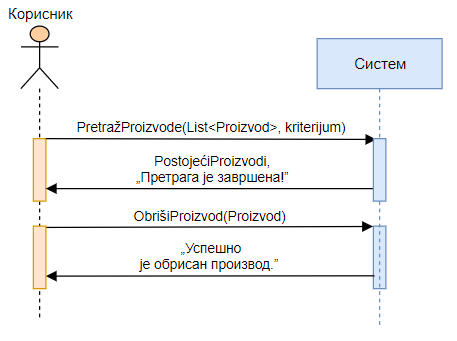 Корисник
Систем
PretražProizvode(List<Proizvod>, kriterijum)
PostojećiProizvodi,
„Претрага је завршена!”
ObrišiProizvod(Proizvod)
„Успешно
је обрисан производ.”